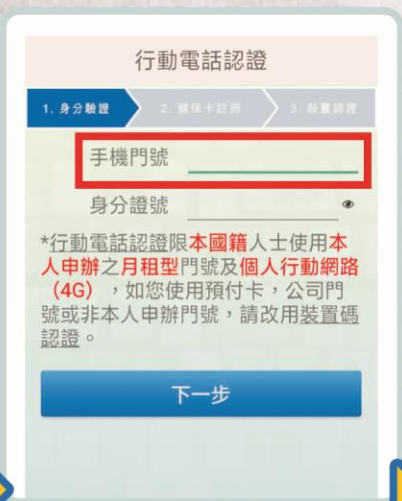 行動電話認證
1. 身分驗證
2. 健保卡註冊
3. 裝置認證
手機門號
身分證號
*行動電話認證限本國籍人士使用本
人申辦之月租型門號及個人行動網路
（4G），如您使用預付卡，公司門
號或非本人申辦門號，請改用裝置碼
認證。
下一步